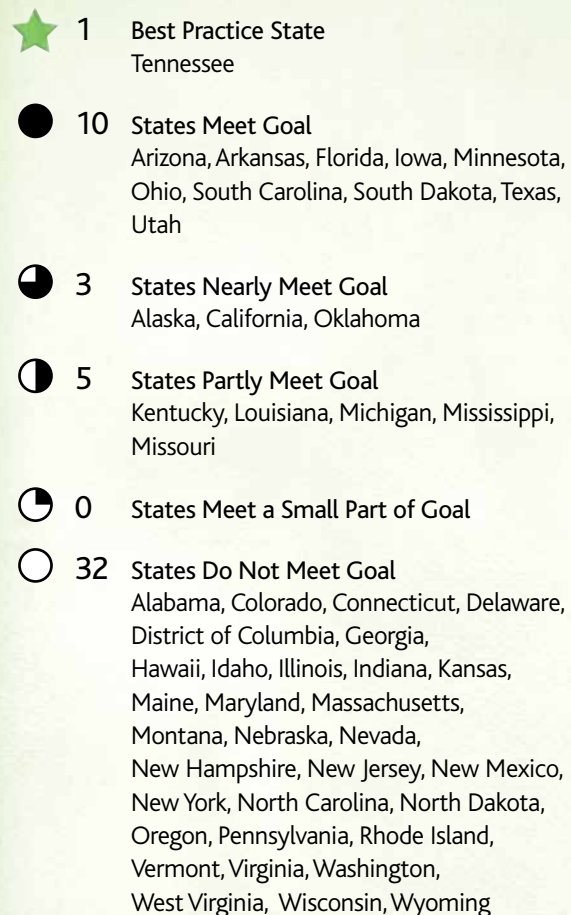 1 Best Practice State
Tennessee
10 States Meet Goal
Arizona, Arkansas, Florida, Iowa, Minnesota,
Ohio, South Carolina, South Dakota, Texas,
Utah
3 States Nearly Meet Goal
Alaska, California, Oklahoma
5 States Partly Meet Goal
Kentucky, Louisiana, Michigan, Mississippi,
Missouri
0 States Meet a Small Part of Goal
32 States Do Not Meet Goal
Alabama, Colorado, Connecticut, Delaware,
District of Columbia, Georgia,
Hawaii, Idaho, Illinois, Indiana, Kansas,
Maine, Maryland, Massachusetts,
Montana, Nebraska, Nevada,
New Hampshire, New Jersey, New Mexico,
New York, North Carolina, North Dakota,
Oregon, Pennsylvania, Rhode Island,
Vermont, Virginia, Washington,
West Virginia, Wisconsin, Wyoming